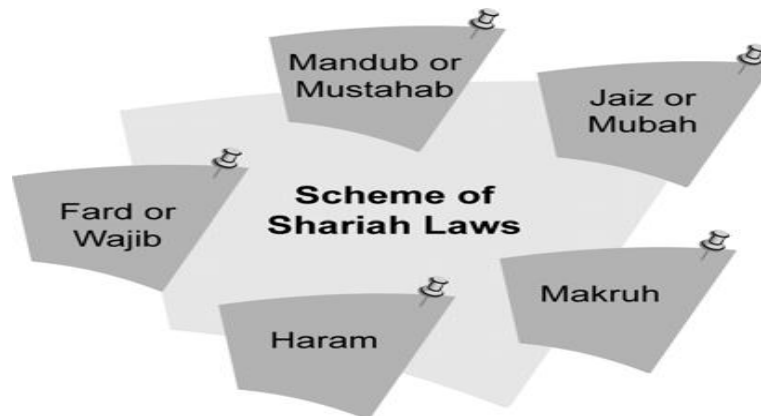 Mandub or
Mustahab
Jaiz or
Mubah
Fard or
Wajib
Scheme of
Shariah Laws
Makruh
Haram